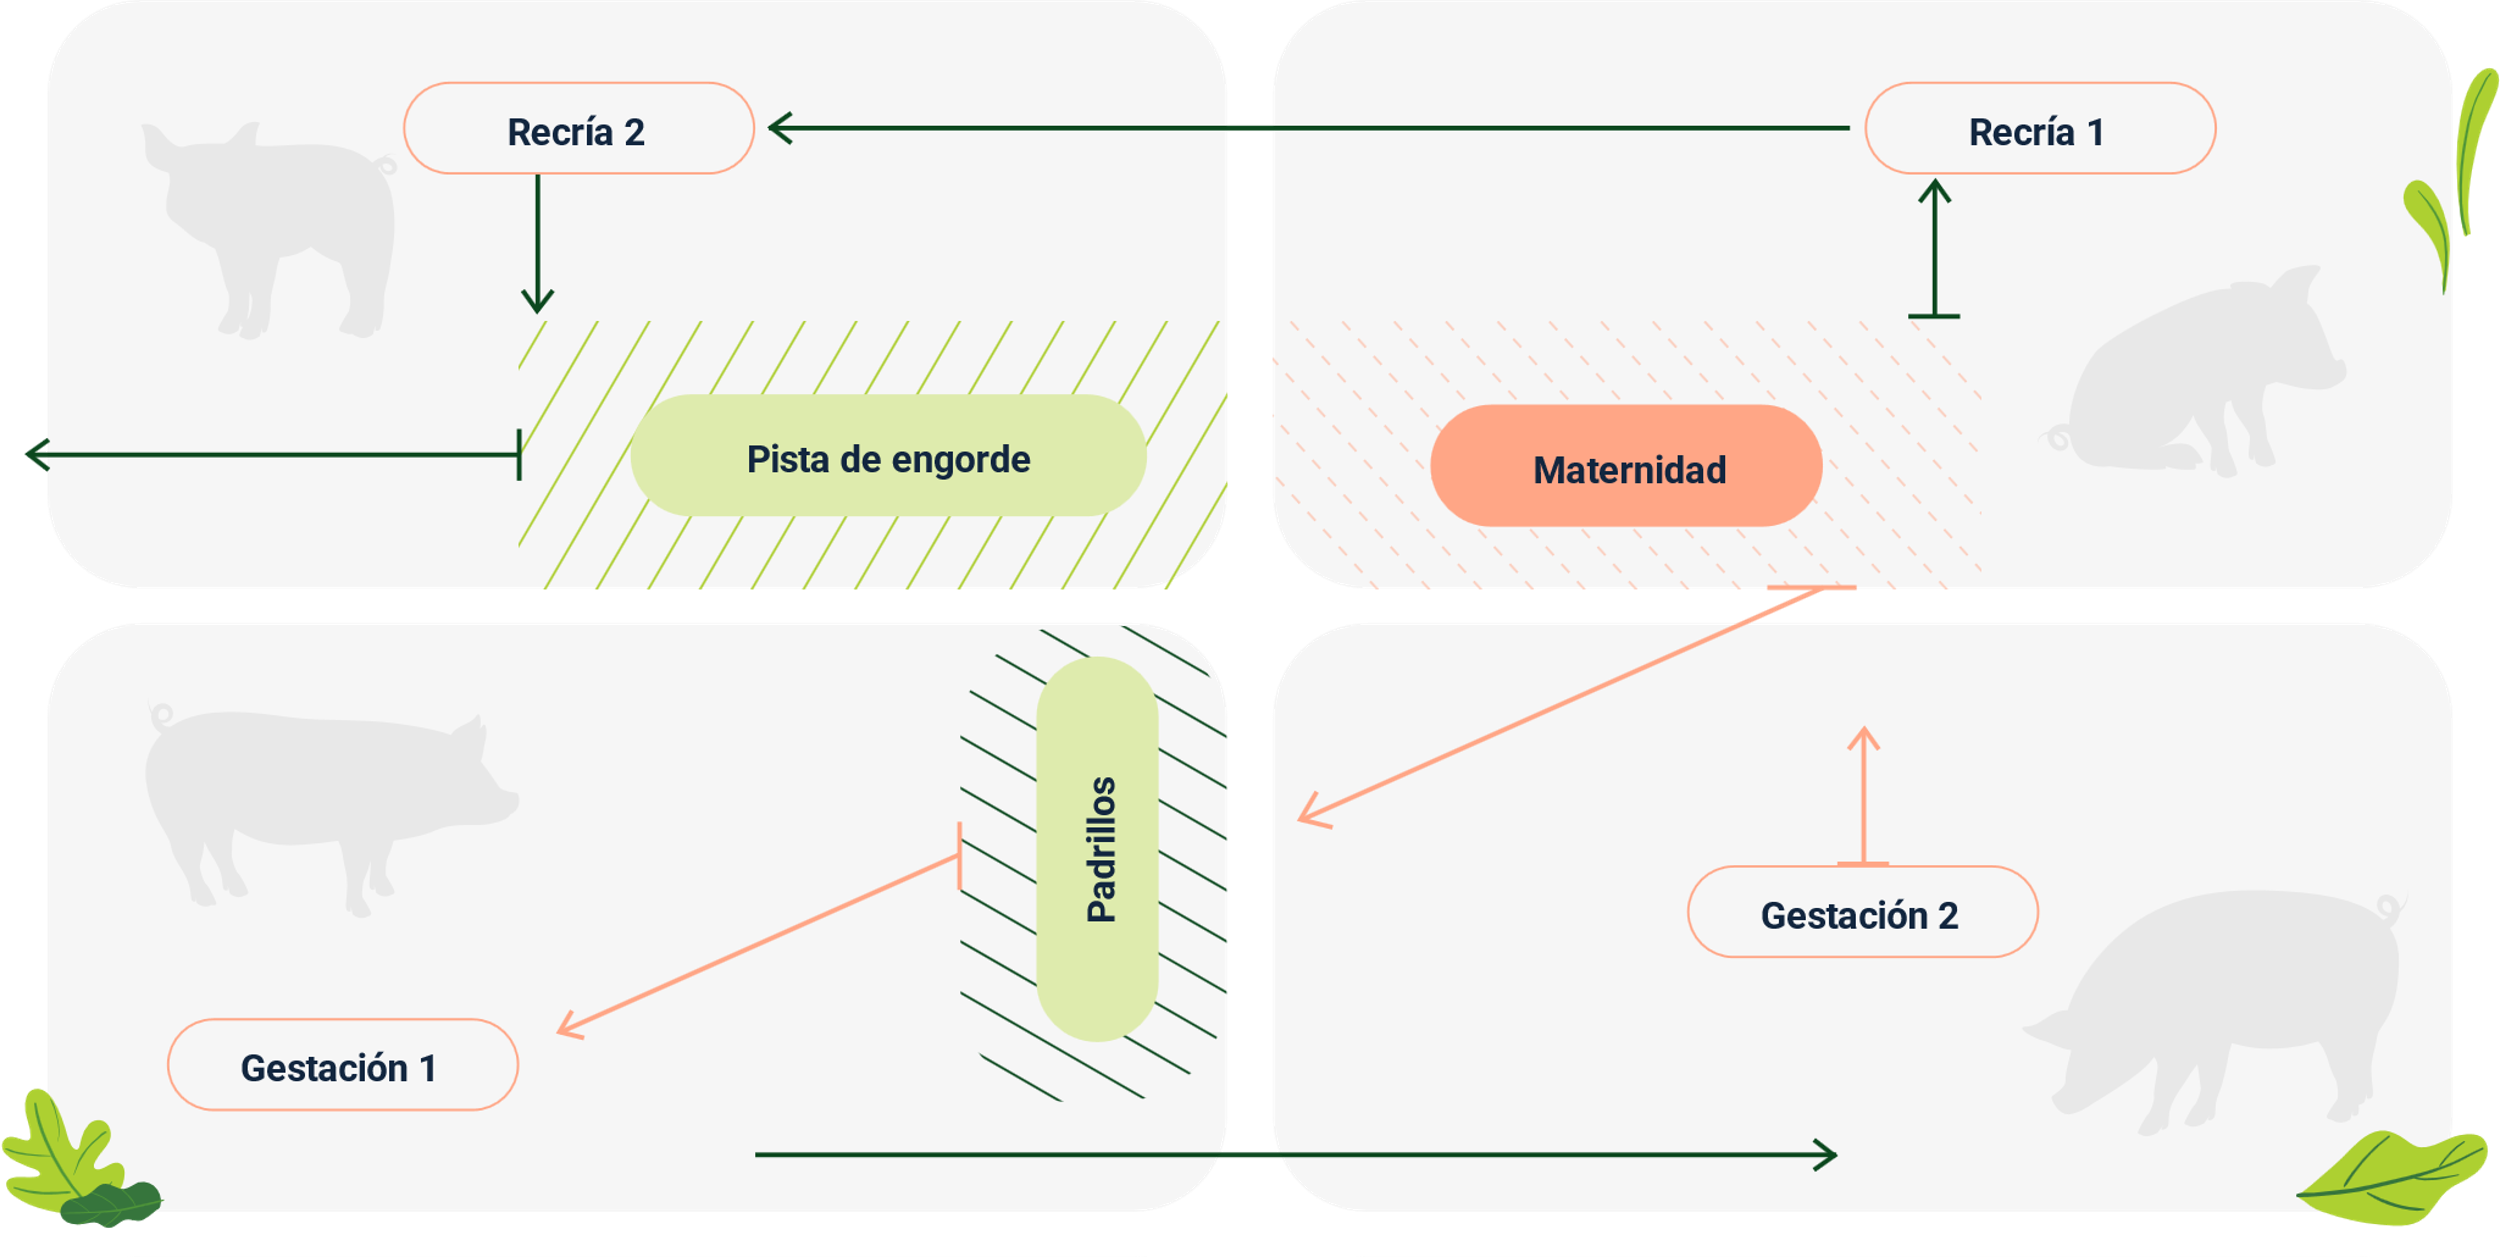 Recría 2
Recría 1
Pista de engorde
Maternidad
Padrillos
Gestación 2
Gestación 1